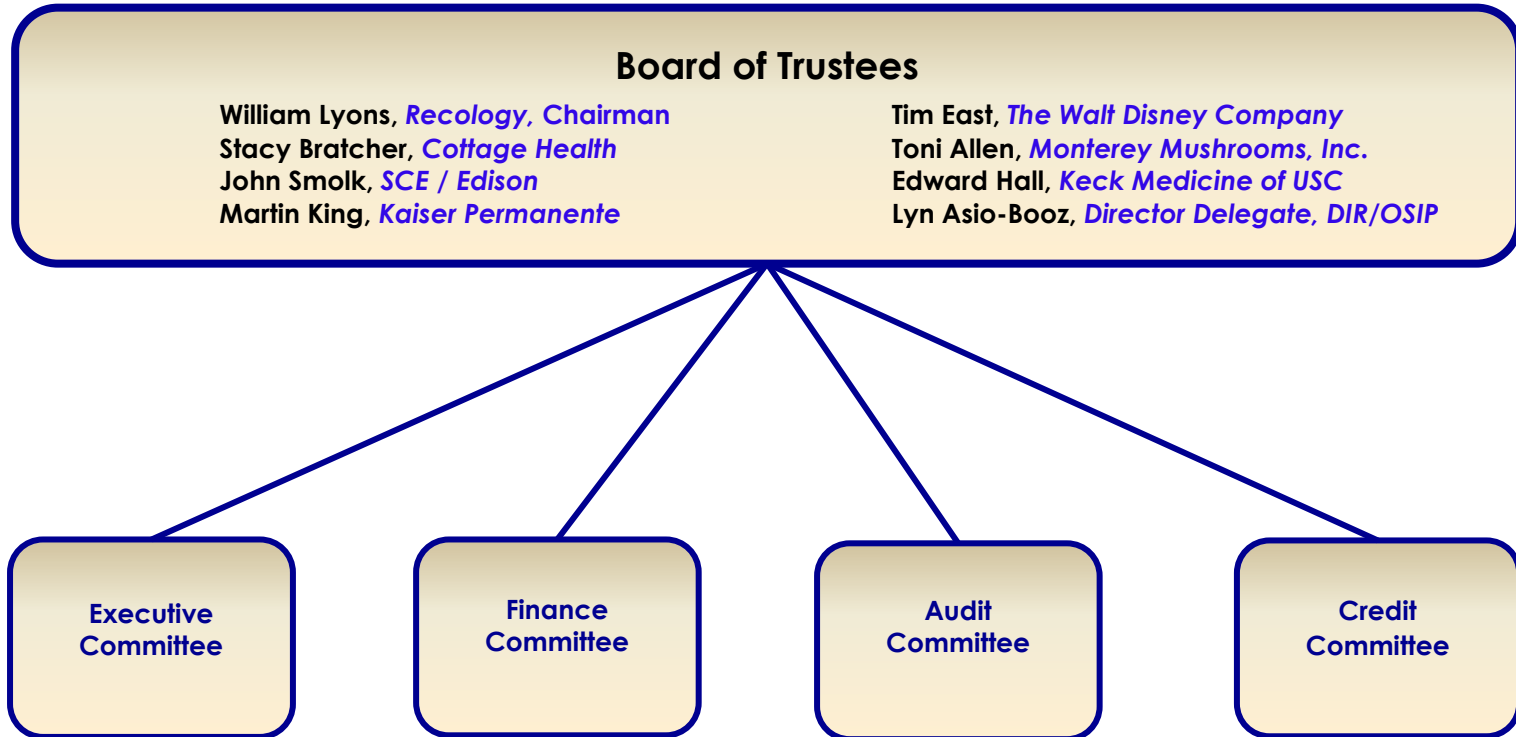 Board of Trustees
William Lyons, Recology, Chairman
Stacy Bratcher, Cottage Health
John Smolk, SCE / Edison
Martin King, Kaiser Permanente
Tim East, The Walt Disney Company
Toni Allen, Monterey Mushrooms, Inc.
Edward Hall, Keck Medicine of USC
Lyn Asio-Booz, Director Delegate, DIR/OSIP
Executive
Committee
Finance
Committee
Audit
Committee
Credit
Committee